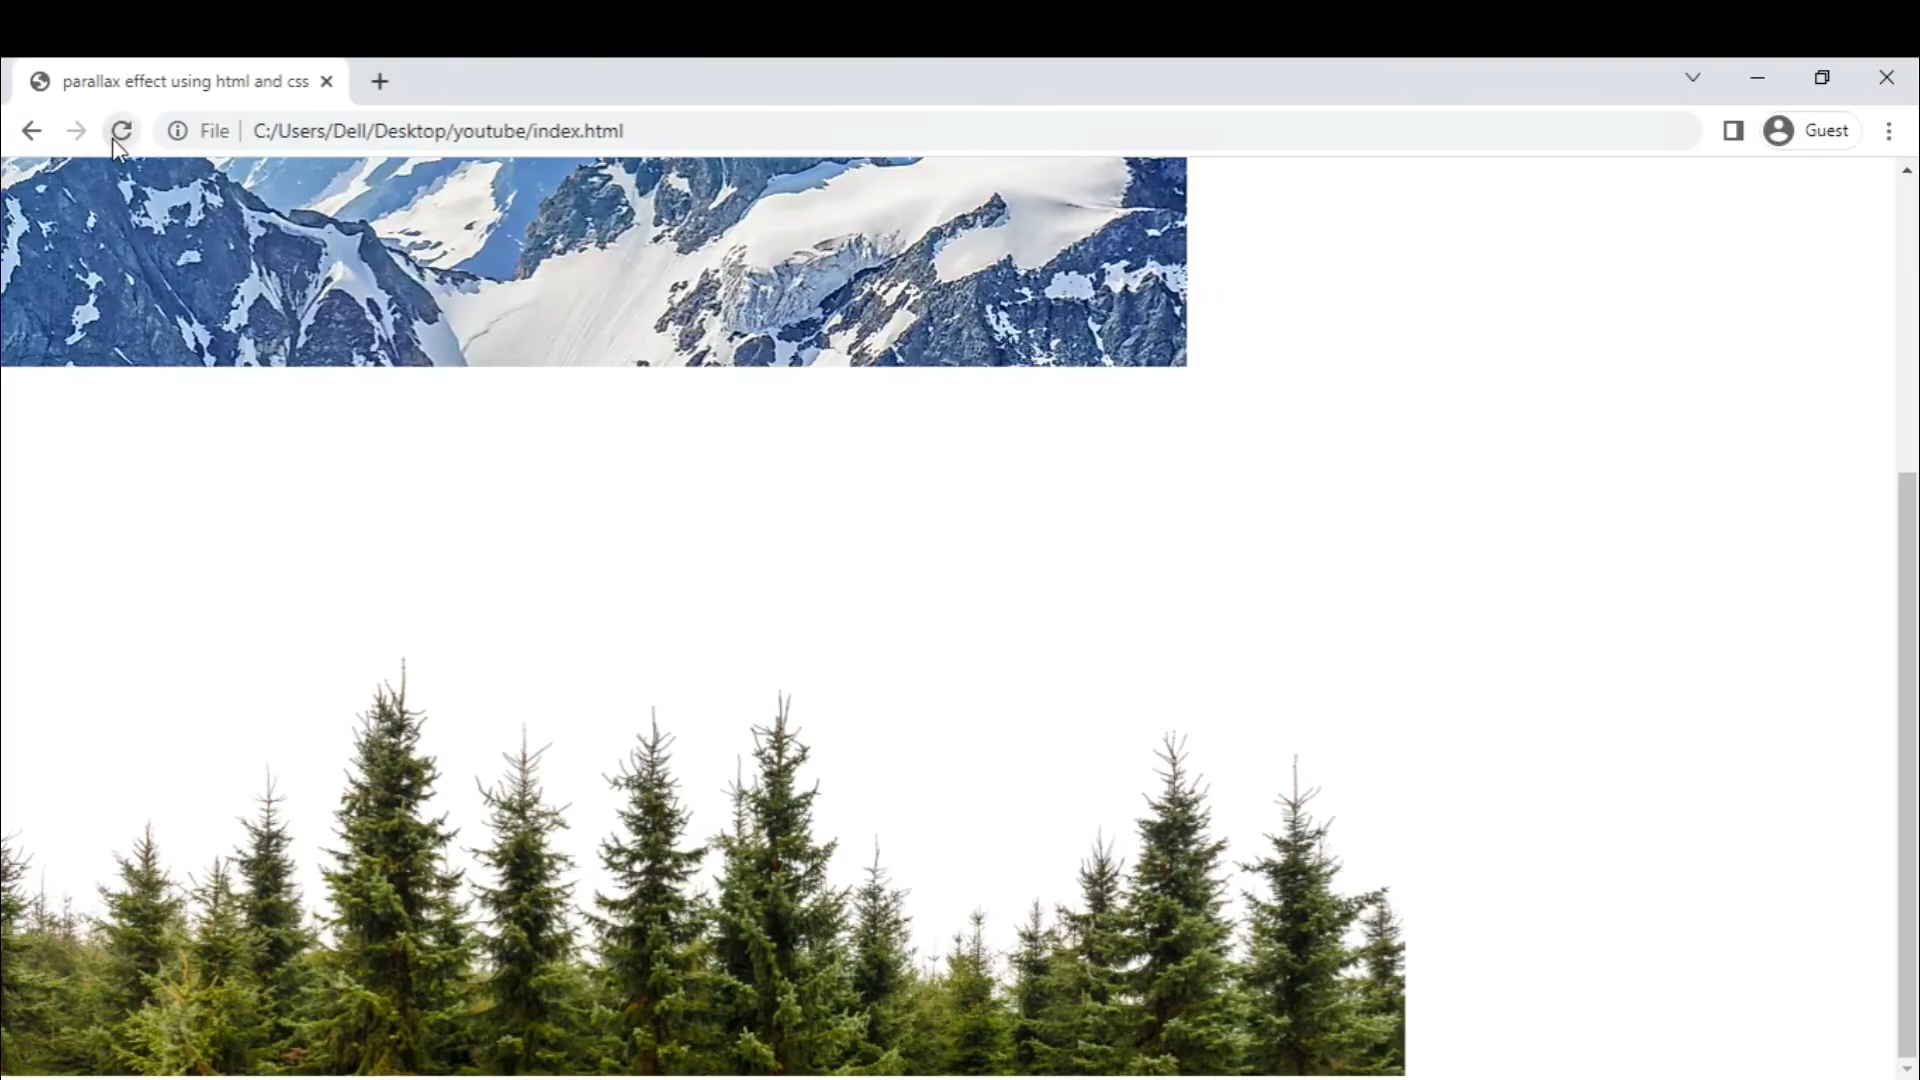 parallax effect using html and css
File C:/Users/Dell/Desktop/youtube/index.html Guest